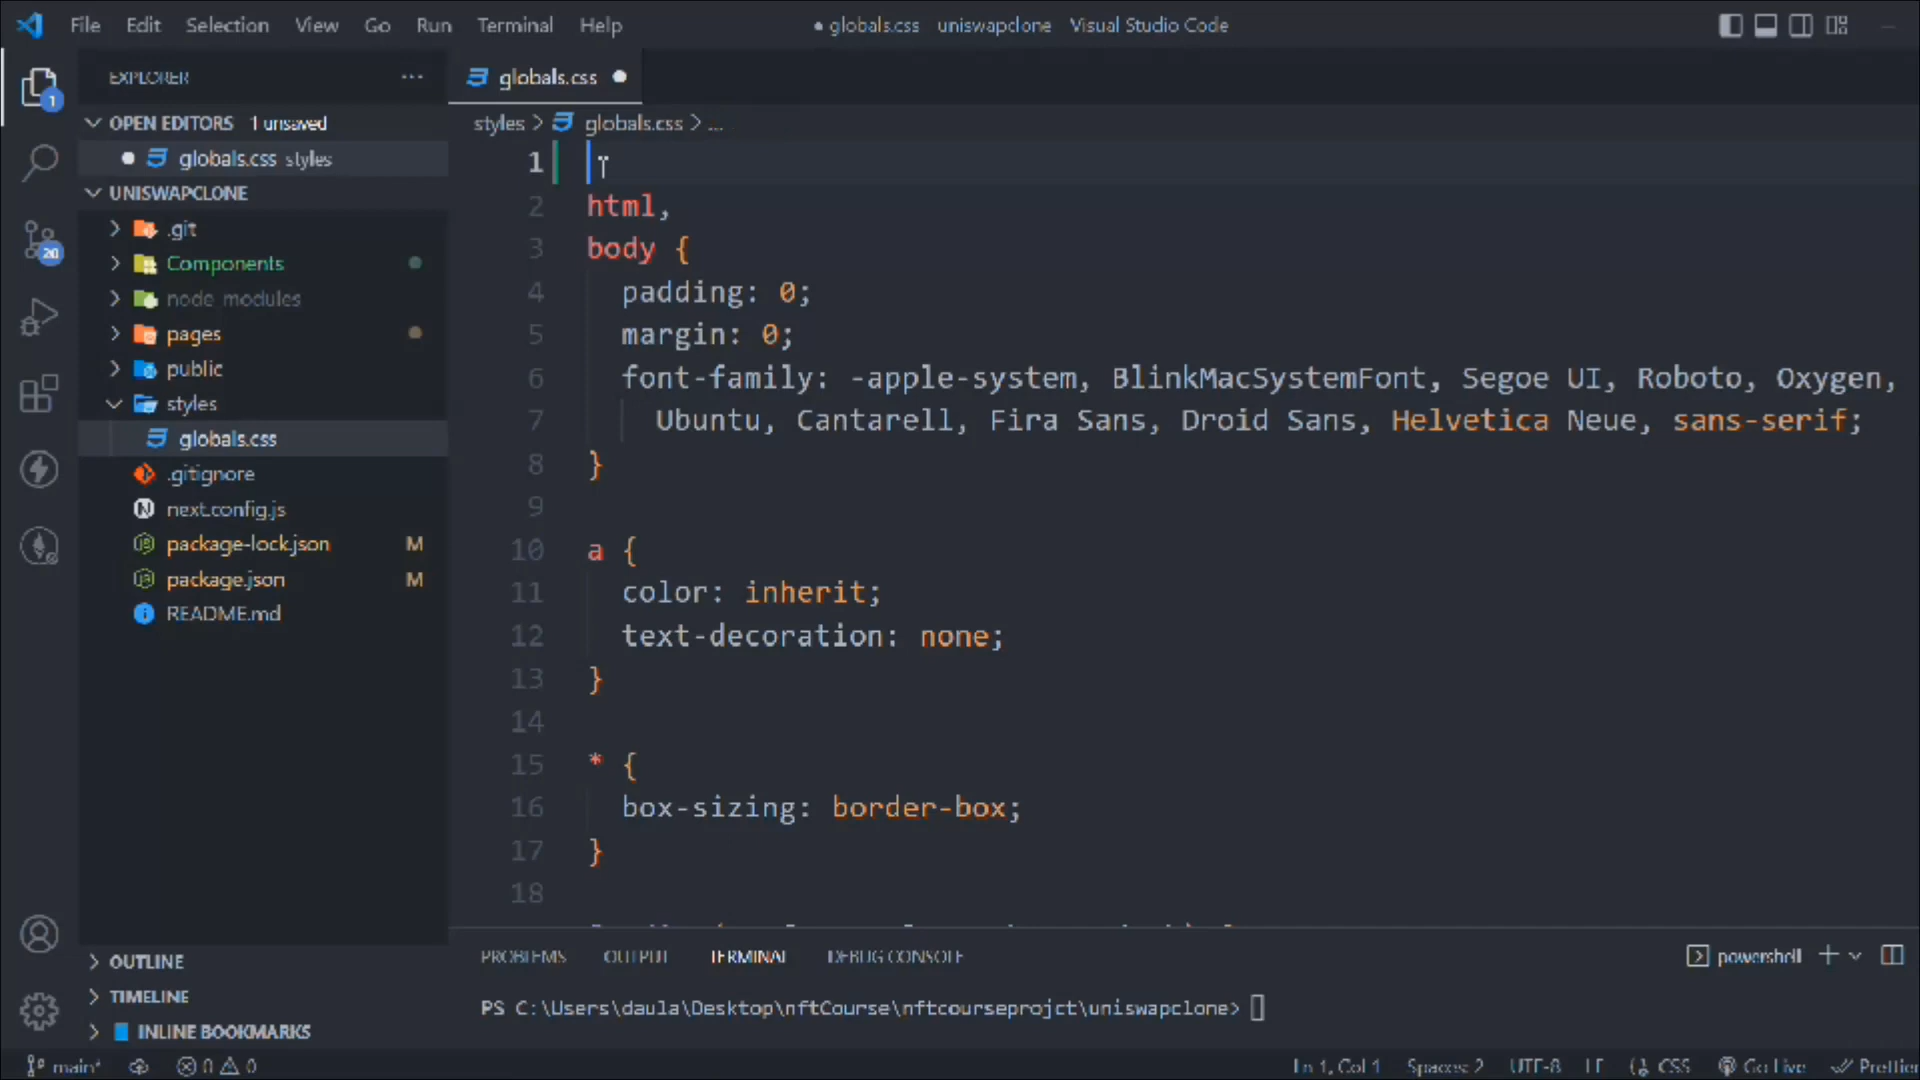 File Edit Selection View Go Run Terminal Help
● globals.css uniswapclone Visual Studio Code
EXPLORER ···
OPEN EDITORS 1 unsaved
globals.css styles
UNISWAPCLONE
.git
Components
node_modules
pages
public
styles
globals.css
.gitignore
next.config.js
package-lock.json M
package.json M
README.md
OUTLINE
TIMELINE
INLINE BOOKMARKS
1
20
globals.css ●
styles > globals.css > ...
1
2 html,
3 body {
4 padding: 0;
5 margin: 0;
6 font-family: -apple-system, BlinkMacSystemFont, Segoe UI, Roboto, Oxygen,
7 Ubuntu, Cantarell, Fira Sans, Droid Sans, Helvetica Neue, sans-serif;
8 }
9
10 a {
11 color: inherit;
12 text-decoration: none;
13 }
14
15 * {
16 box-sizing: border-box;
17 }
18
PROBLEMS OUTPUT TERMINAL DEBUG CONSOLE
powershell
PS C:\Users\daula\Desktop\nftCourse\nftcourseprojct\uniswapclone>
main* 0 0
Ln 1, Col 1 Spaces: 2 UTF-8 LF CSS Go Live Prettier